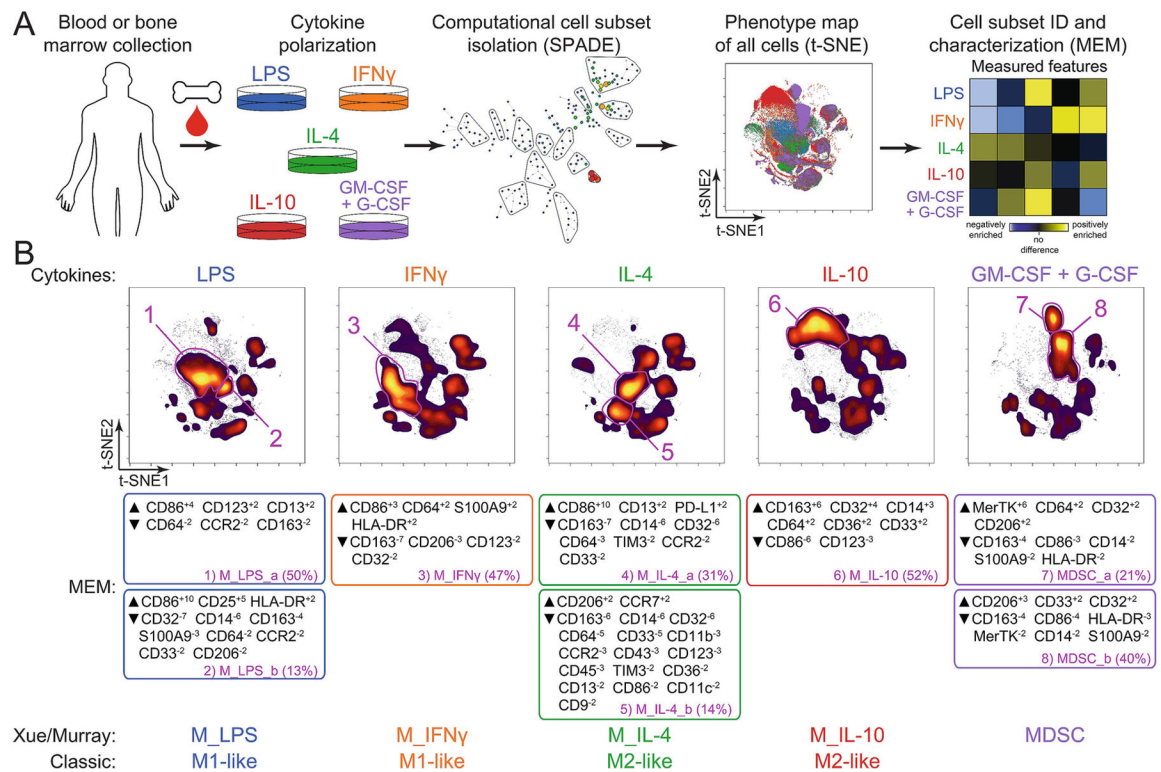 A
Blood or bone
marrow collection
Cytokine
polarization
Computational cell subset
isolation (SPADE)
Phenotype map
of all cells (t-SNE)
Cell subset ID and
characterization (MEM)
LPS
IFNγ
IL-4
IL-10
GM-CSF
+ G-CSF
t-SNE2
t-SNE1
Measured features
LPS
IFNγ
IL-4
IL-10
GM-CSF
+ G-CSF
negatively
enriched
no
difference
positively
enriched
B
Cytokines:
LPS
IFNγ
IL-4
IL-10
GM-CSF + G-CSF
1
2
3
4
5
6
7
8
t-SNE2
t-SNE1
MEM:
▲CD86+4 CD123+2 CD13+2
▼CD64-2 CCR2-2 CD163-2
1) M_LPS_a (50%)
▲CD86+10 CD25+5 HLA-DR+2
▼CD32-7 CD14-6 CD163-4
S100A9-3 CD64-2 CCR2-2
CD33-2 CD206-2
2) M_LPS_b (13%)
▲CD86+3 CD64+2 S100A9+2
HLA-DR+2
▼CD163-7 CD206-3 CD123-2
CD32-2
3) M_IFNγ (47%)
▲CD86+10 CD13+2 PD-L1+2
▼CD163-7 CD14-6 CD32-6
CD64-3 TIM3-2 CCR2-2
CD33-2
4) M_IL-4_a (31%)
▲CD206+2 CCR7+2
▼CD163-6 CD14-6 CD32-6
CD64-5 CD33-5 CD11b-3
CCR2-3 CD43-3 CD123-3
CD45-3 TIM3-2 CD36-2
CD13-2 CD86-2 CD11c-2
CD9-2
5) M_IL-4_b (14%)
▲CD163+6 CD32+4 CD14+3
CD64+2 CD36+2 CD33+2
▼CD86-6 CD123-3
6) M_IL-10 (52%)
▲MerTK+6 CD64+2 CD32+2
CD206+2
▼CD163-4 CD86-3 CD14-2
S100A9-2 HLA-DR-2
7) MDSC_a (21%)
▲CD206+3 CD33+2 CD32+2
▼CD163-4 CD86-4 HLA-DR-3
MerTK-2 CD14-2 S100A9-2
8) MDSC_b (40%)
Xue/Murray:
M_LPS
M_IFNγ
M_IL-4
M_IL-10
MDSC
Classic:
M1-like
M1-like
M2-like
M2-like